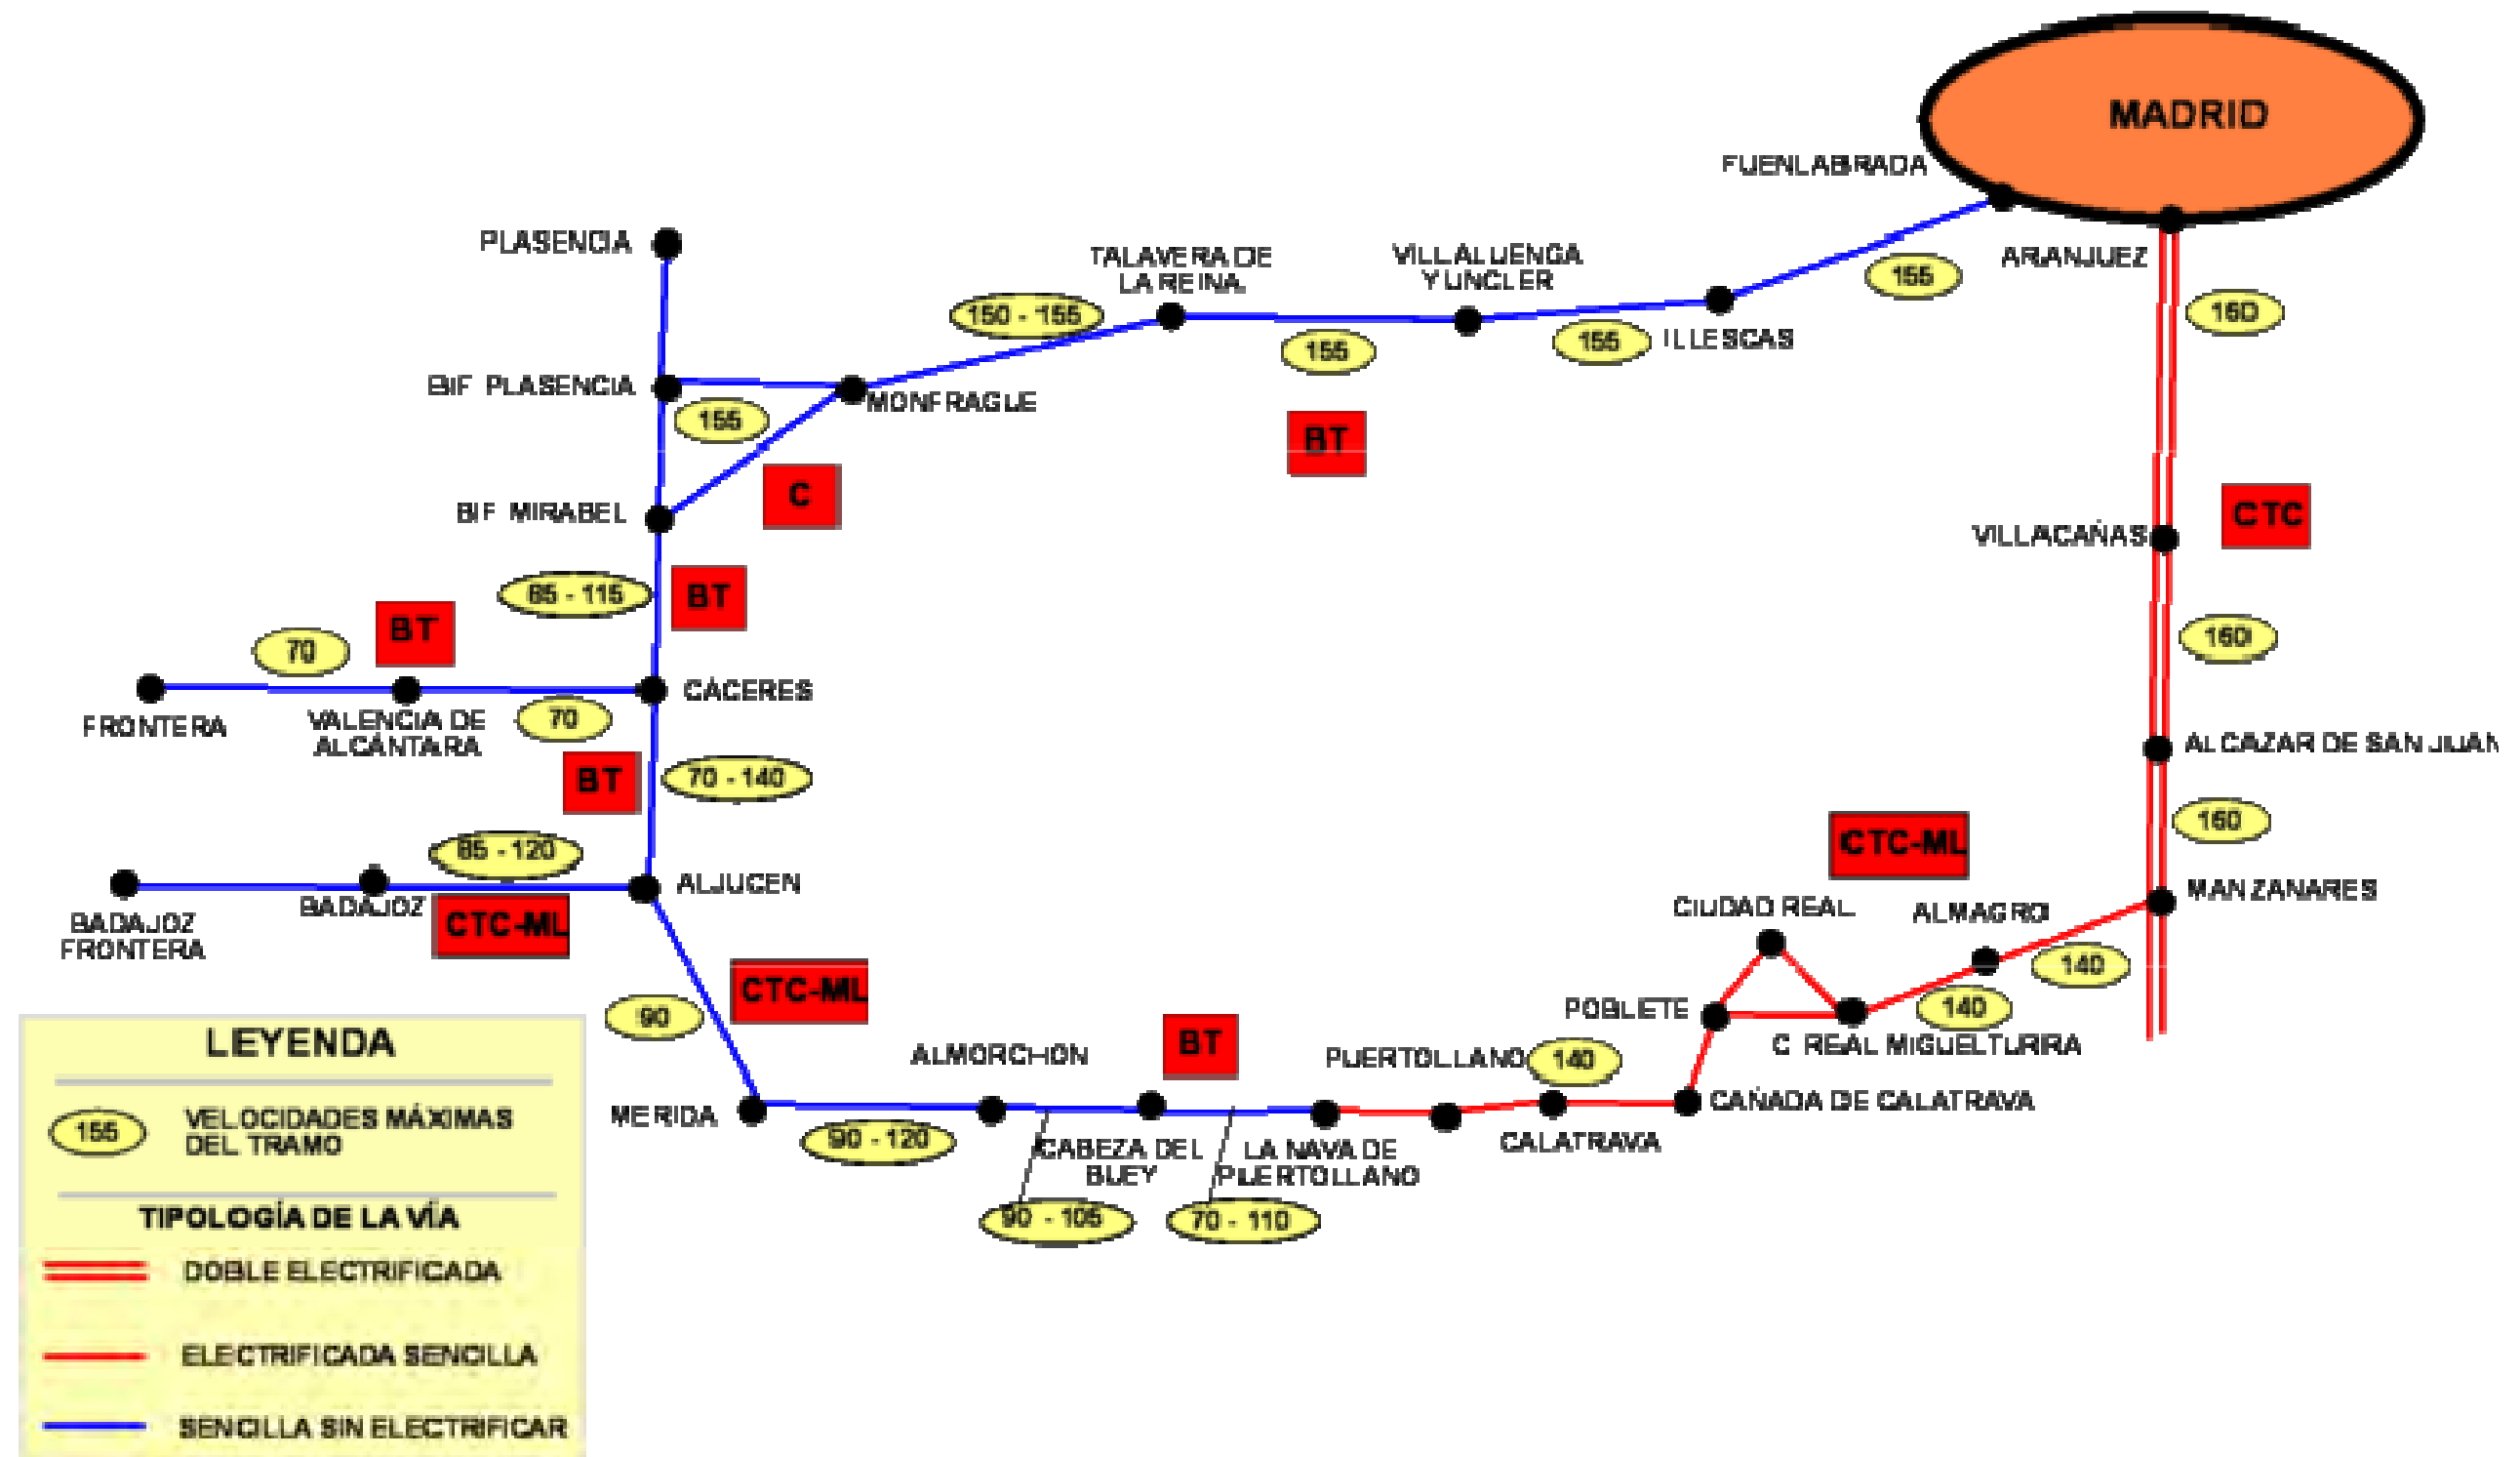 MADRID
FUENLABRADA
PLASENCIA
TALAVERA DE
LA REINA
VILLALUENGA
YUNCLER
ARANJUEZ
155
150 - 155
160
155
155
ILLESCAS
BIF PLASENCIA
MONFRAGUE
155
BT
C
BIF MIRABEL
CTC
VILLACAÑAS
85 - 115
BT
BT
70
160
CÁCERES
FRONTERA
VALENCIA DE
ALCÁNTARA
70
ALCAZAR DE SAN JUAN
BT
70 - 140
160
CTC-ML
85 - 120
ALJUCEN
MANZANARES
BADAJOZ
CTC-ML
BADAJOZ
FRONTERA
CIUDAD REAL
ALMAGRO
140
CTC-ML
90
POBLETE
140
C REAL MIGUELTURRA
BT
ALMORCHON
PUERTOLLANO
140
MERIDA
CAÑADA DE CALATRAVA
90 - 120
CABEZA DEL
BUEY
LA NAVA DE
PUERTOLLANO
CALATRAVA
90 - 105
70 - 110
LEYENDA
155
VELOCIDADES MÁXIMAS
DEL TRAMO
TIPOLOGÍA DE LA VÍA
DOBLE ELECTRIFICADA
ELECTRIFICADA SENCILLA
SENCILLA SIN ELECTRIFICAR